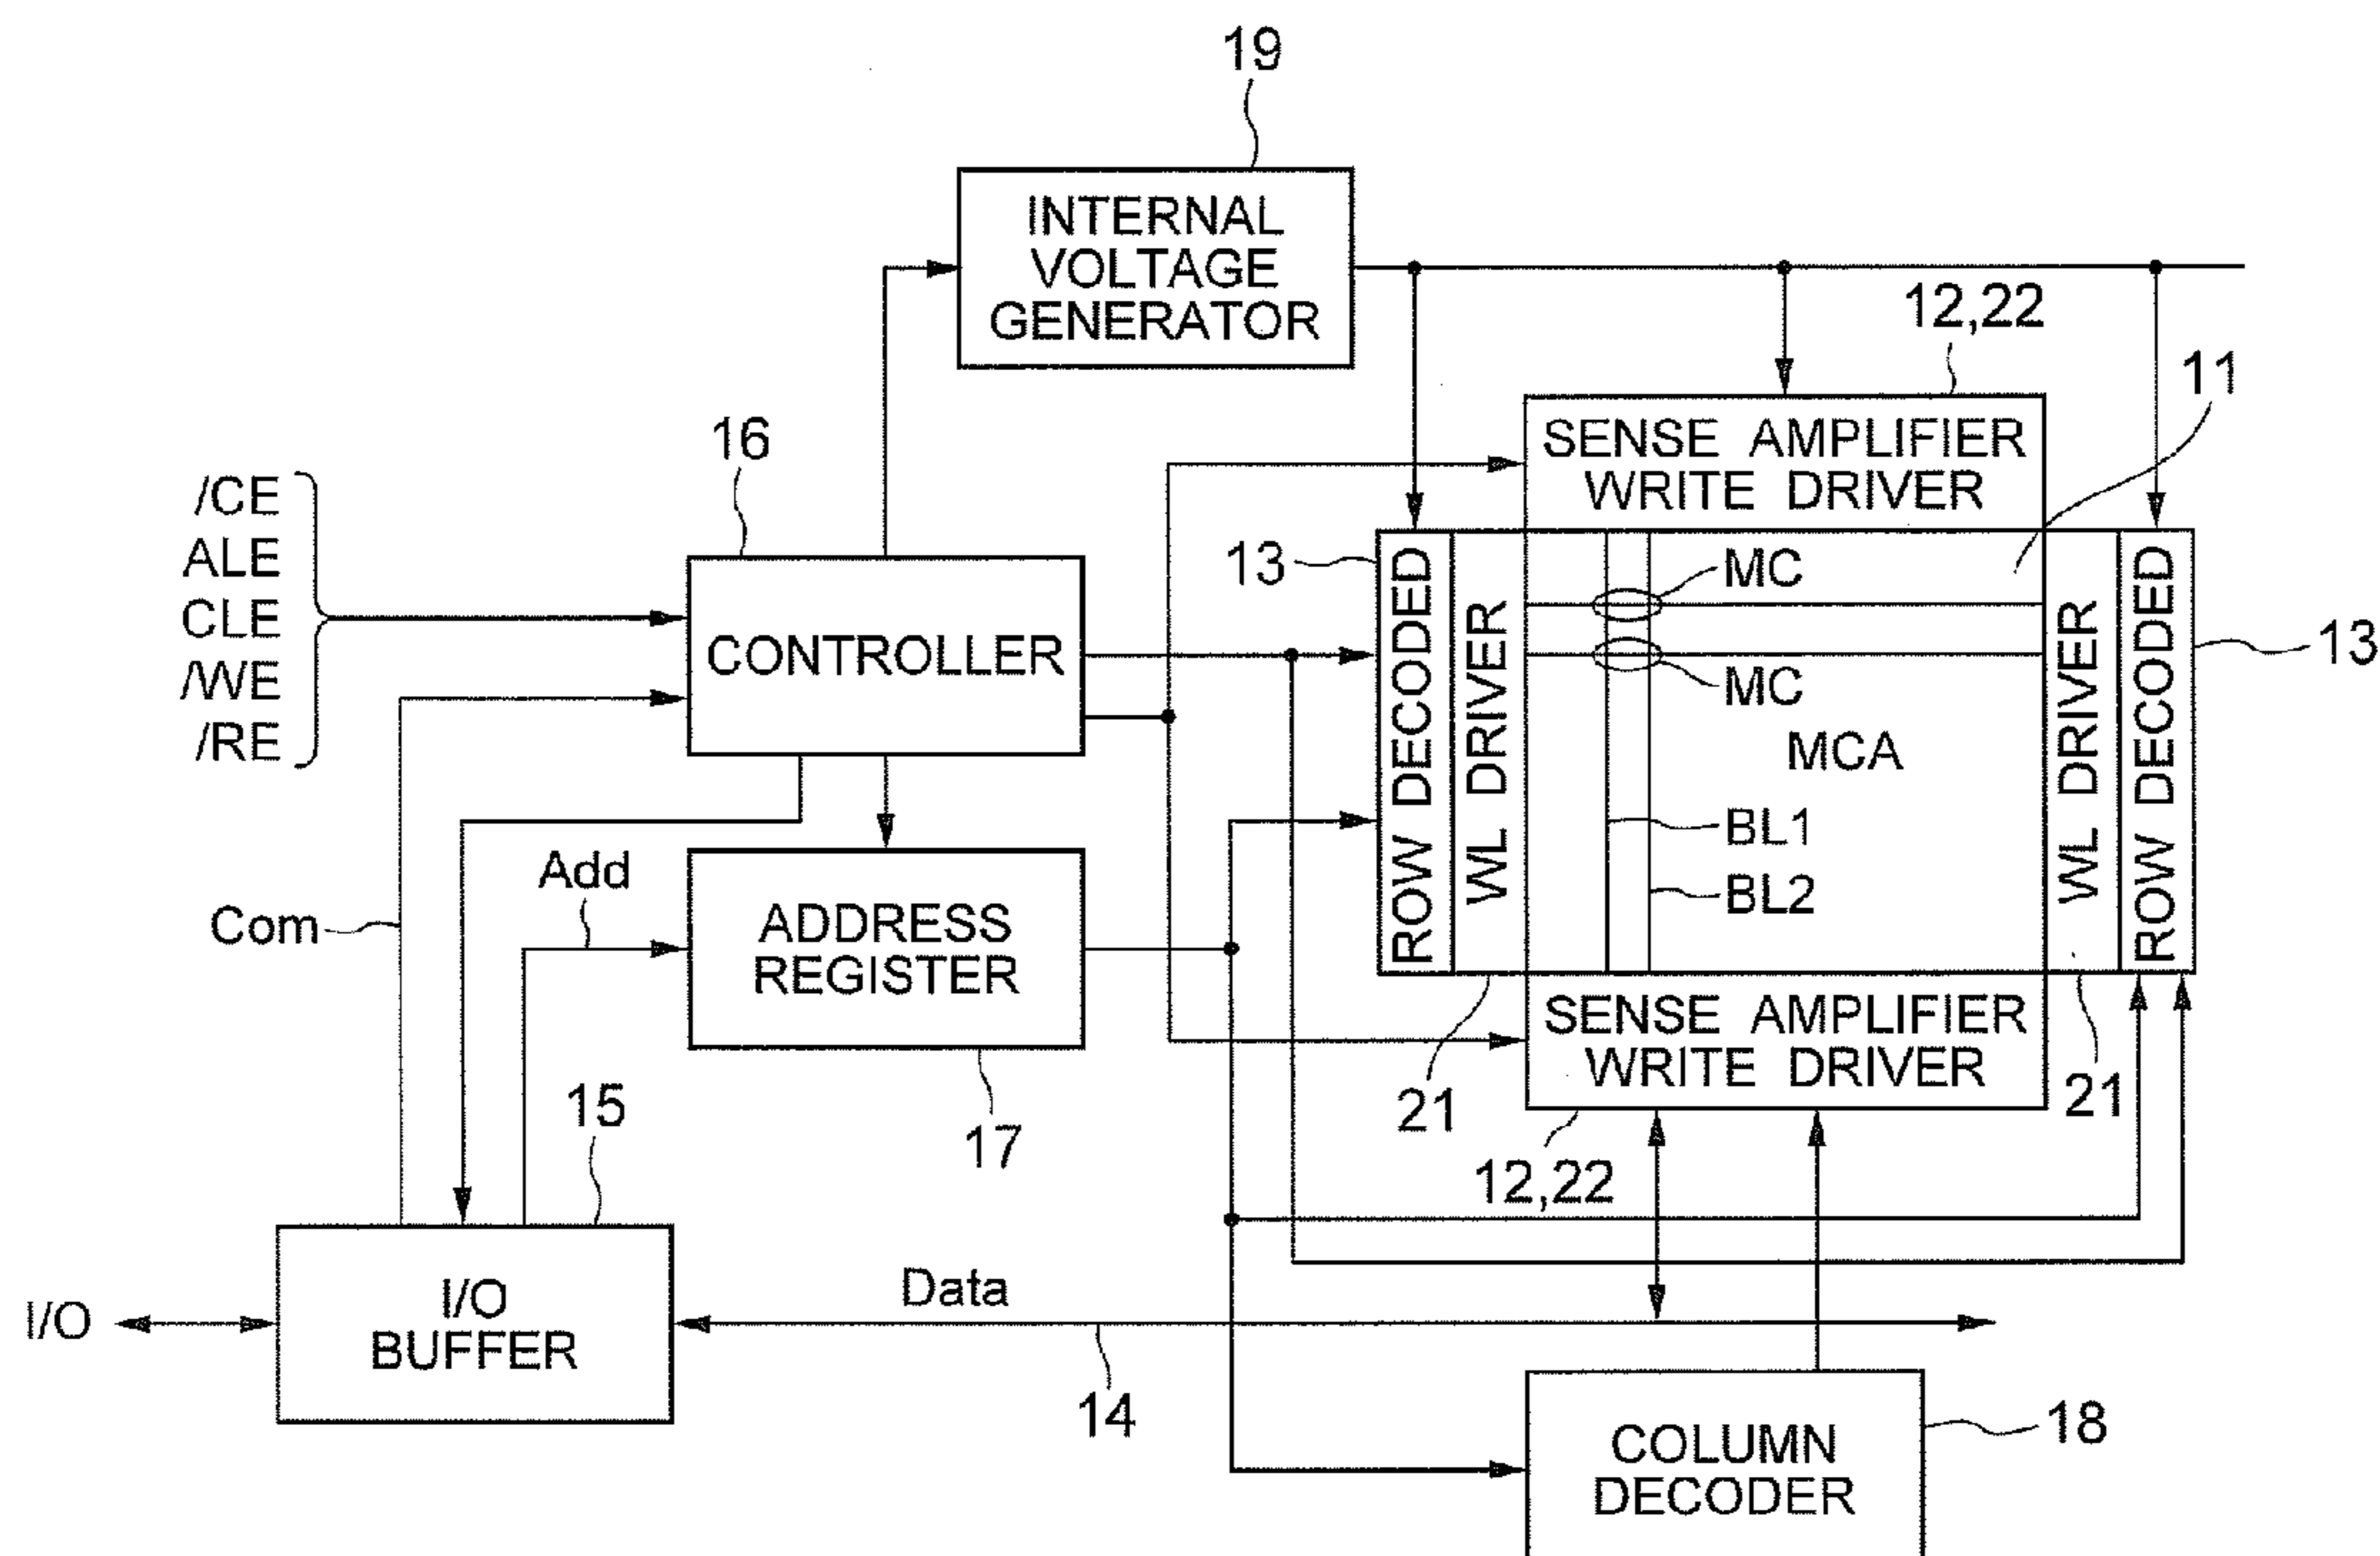 19
INTERNAL
VOLTAGE
GENERATOR
12,22
11
16
SENSE AMPLIFIER
WRITE DRIVER
/CE
ALE
CLE
/WE
/RE
CONTROLLER
13
ROW DECODED
WL DRIVER
MC
MC
MCA
BL1
BL2
WL DRIVER
ROW DECODED
13
Com
Add
ADDRESS
REGISTER
SENSE AMPLIFIER
WRITE DRIVER
15
17
21
21
12,22
I/O
I/O
BUFFER
Data
14
18
COLUMN
DECODER